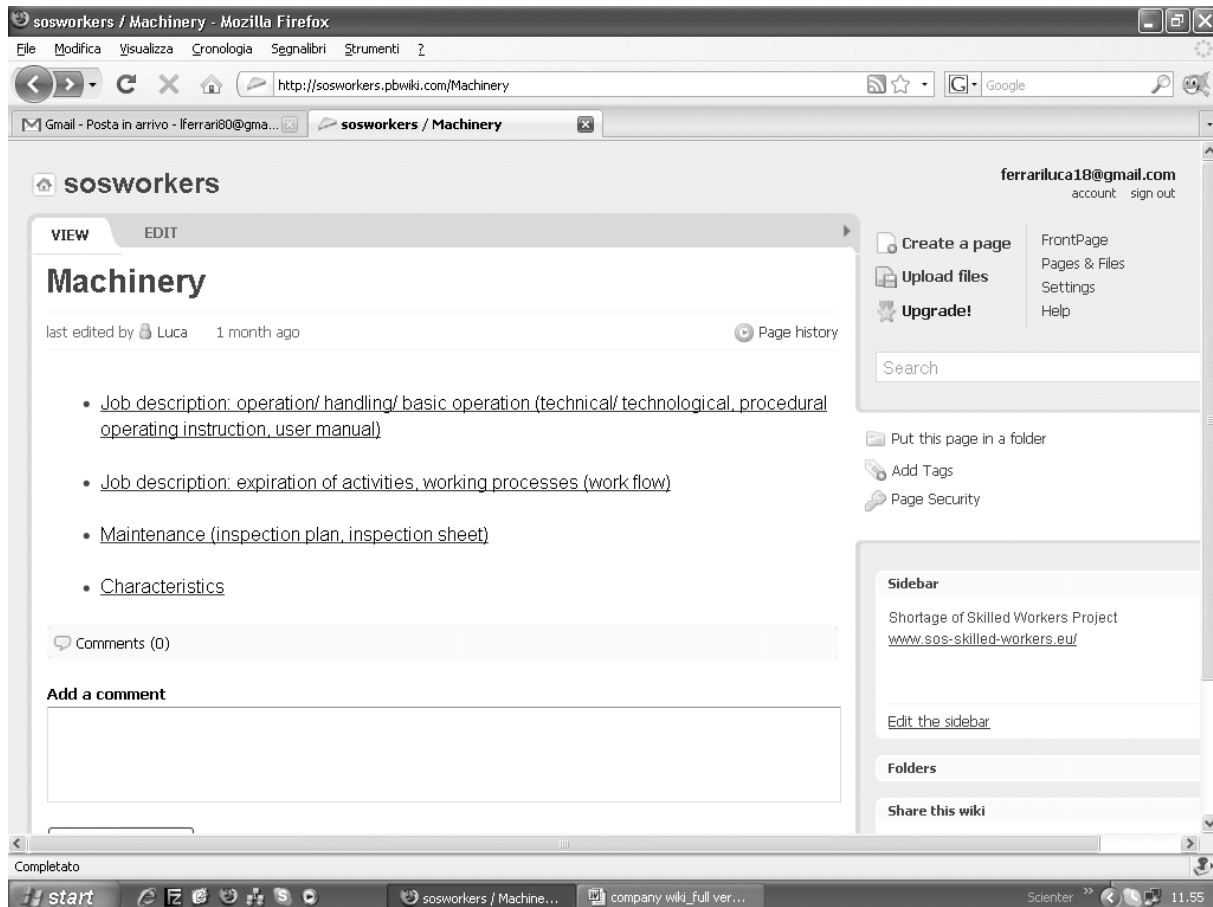 sosworkers / Machinery - Mozilla Firefox
File Modifica Visualizza Cronologia Segnalibri Strumenti ?
http://sosworkers.pbwiki.com/Machinery
G Google
Gmail - Posta in arrivo - lferrari80@gma...
sosworkers / Machinery
sosworkers
ferrariluca18@gmail.com
account sign out
VIEW EDIT
Machinery
last edited by Luca 1 month ago
Page history
• Job description: operation/ handling/ basic operation (technical/ technological, procedural
operating instruction, user manual)
• Job description: expiration of activities, working processes (work flow)
• Maintenance (inspection plan, inspection sheet)
• Characteristics
Comments (0)
Add a comment
Create a page
Upload files
Upgrade!
FrontPage
Pages & Files
Settings
Help
Search
Put this page in a folder
Add Tags
Page Security
Sidebar
Shortage of Skilled Workers Project
www.sos-skilled-workers.eu/
Edit the sidebar
Folders
Share this wiki
Completato
start
sosworkers / Machine...
company wiki_full ver...
Scienter
11.55